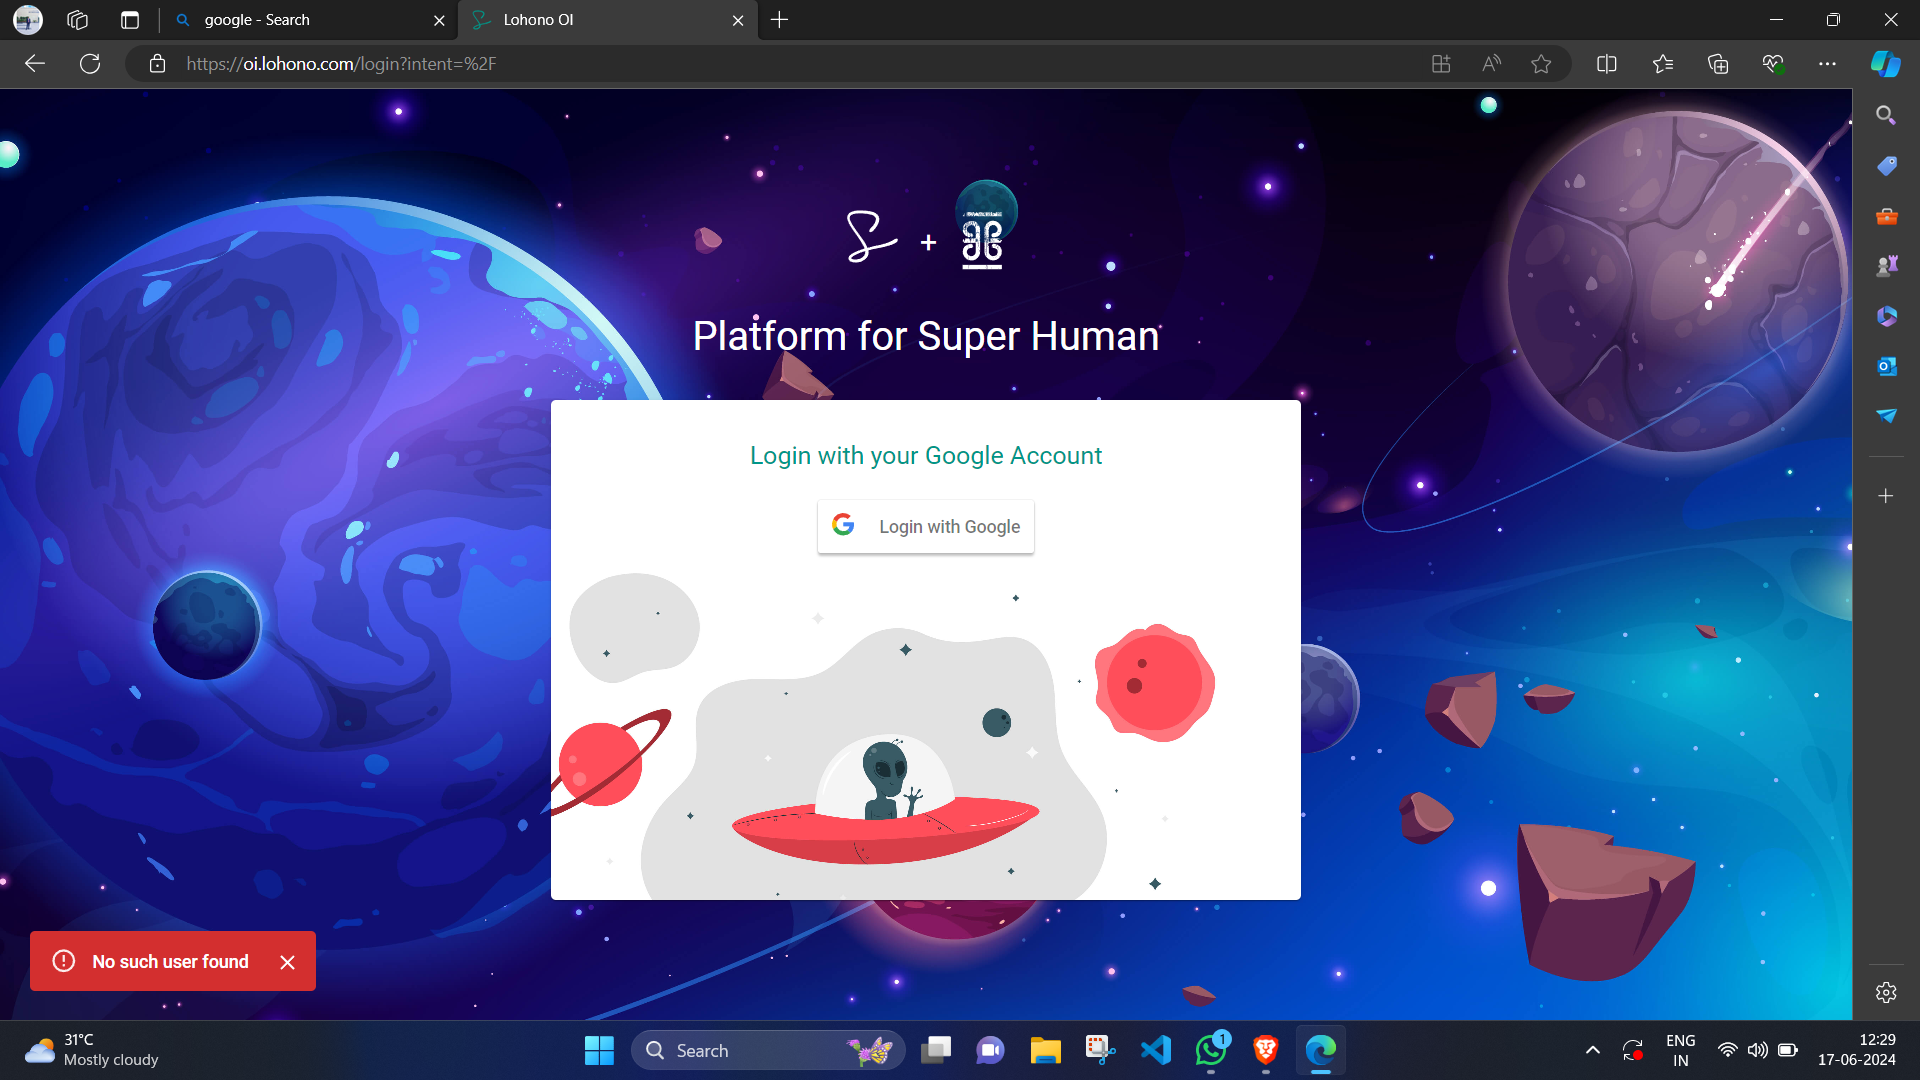 google - Search
Lohono OI
https://oi.lohono.com/login?intent=%2F
+
Platform for Super Human
Login with your Google Account
Login with Google
No such user found
31°C
Mostly cloudy
Search
1
ENG
IN
12:29
17-06-2024